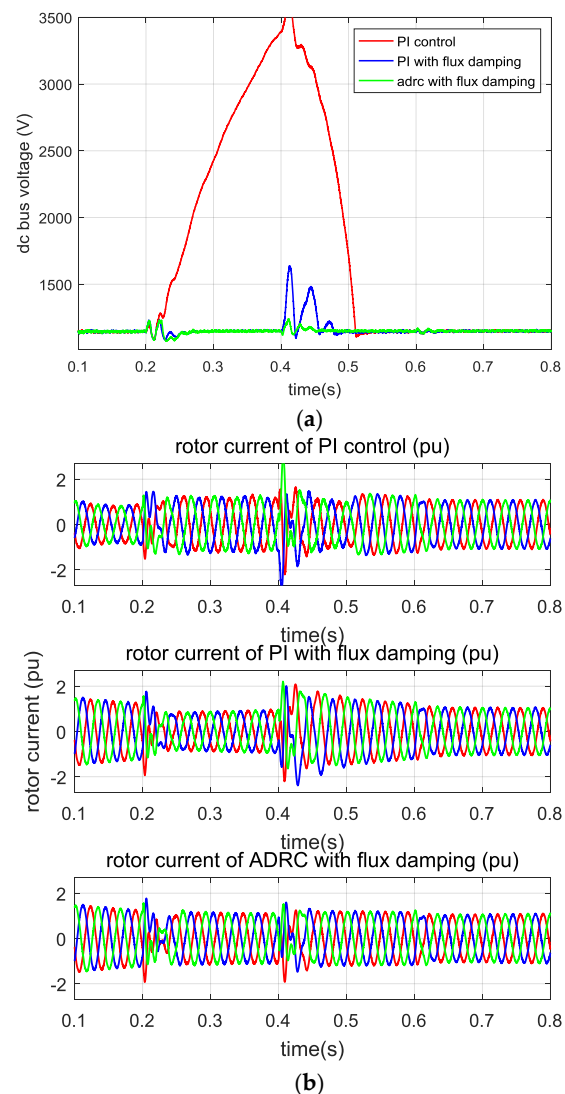 3500
3000
2500
2000
1500
dc bus voltage (V)
PI control
PI with flux damping
adrc with flux damping
0.1 0.2 0.3 0.4 0.5 0.6 0.7 0.8
time(s)
(a)
rotor current (pu)
rotor current of PI control (pu)
2
0
-2
0.1 0.2 0.3 0.4 0.5 0.6 0.7 0.8
time(s)
rotor current of PI with flux damping (pu)
2
0
-2
0.1 0.2 0.3 0.4 0.5 0.6 0.7 0.8
time(s)
rotor current of ADRC with flux damping (pu)
2
0
-2
0.1 0.2 0.3 0.4 0.5 0.6 0.7 0.8
time(s)
(b)